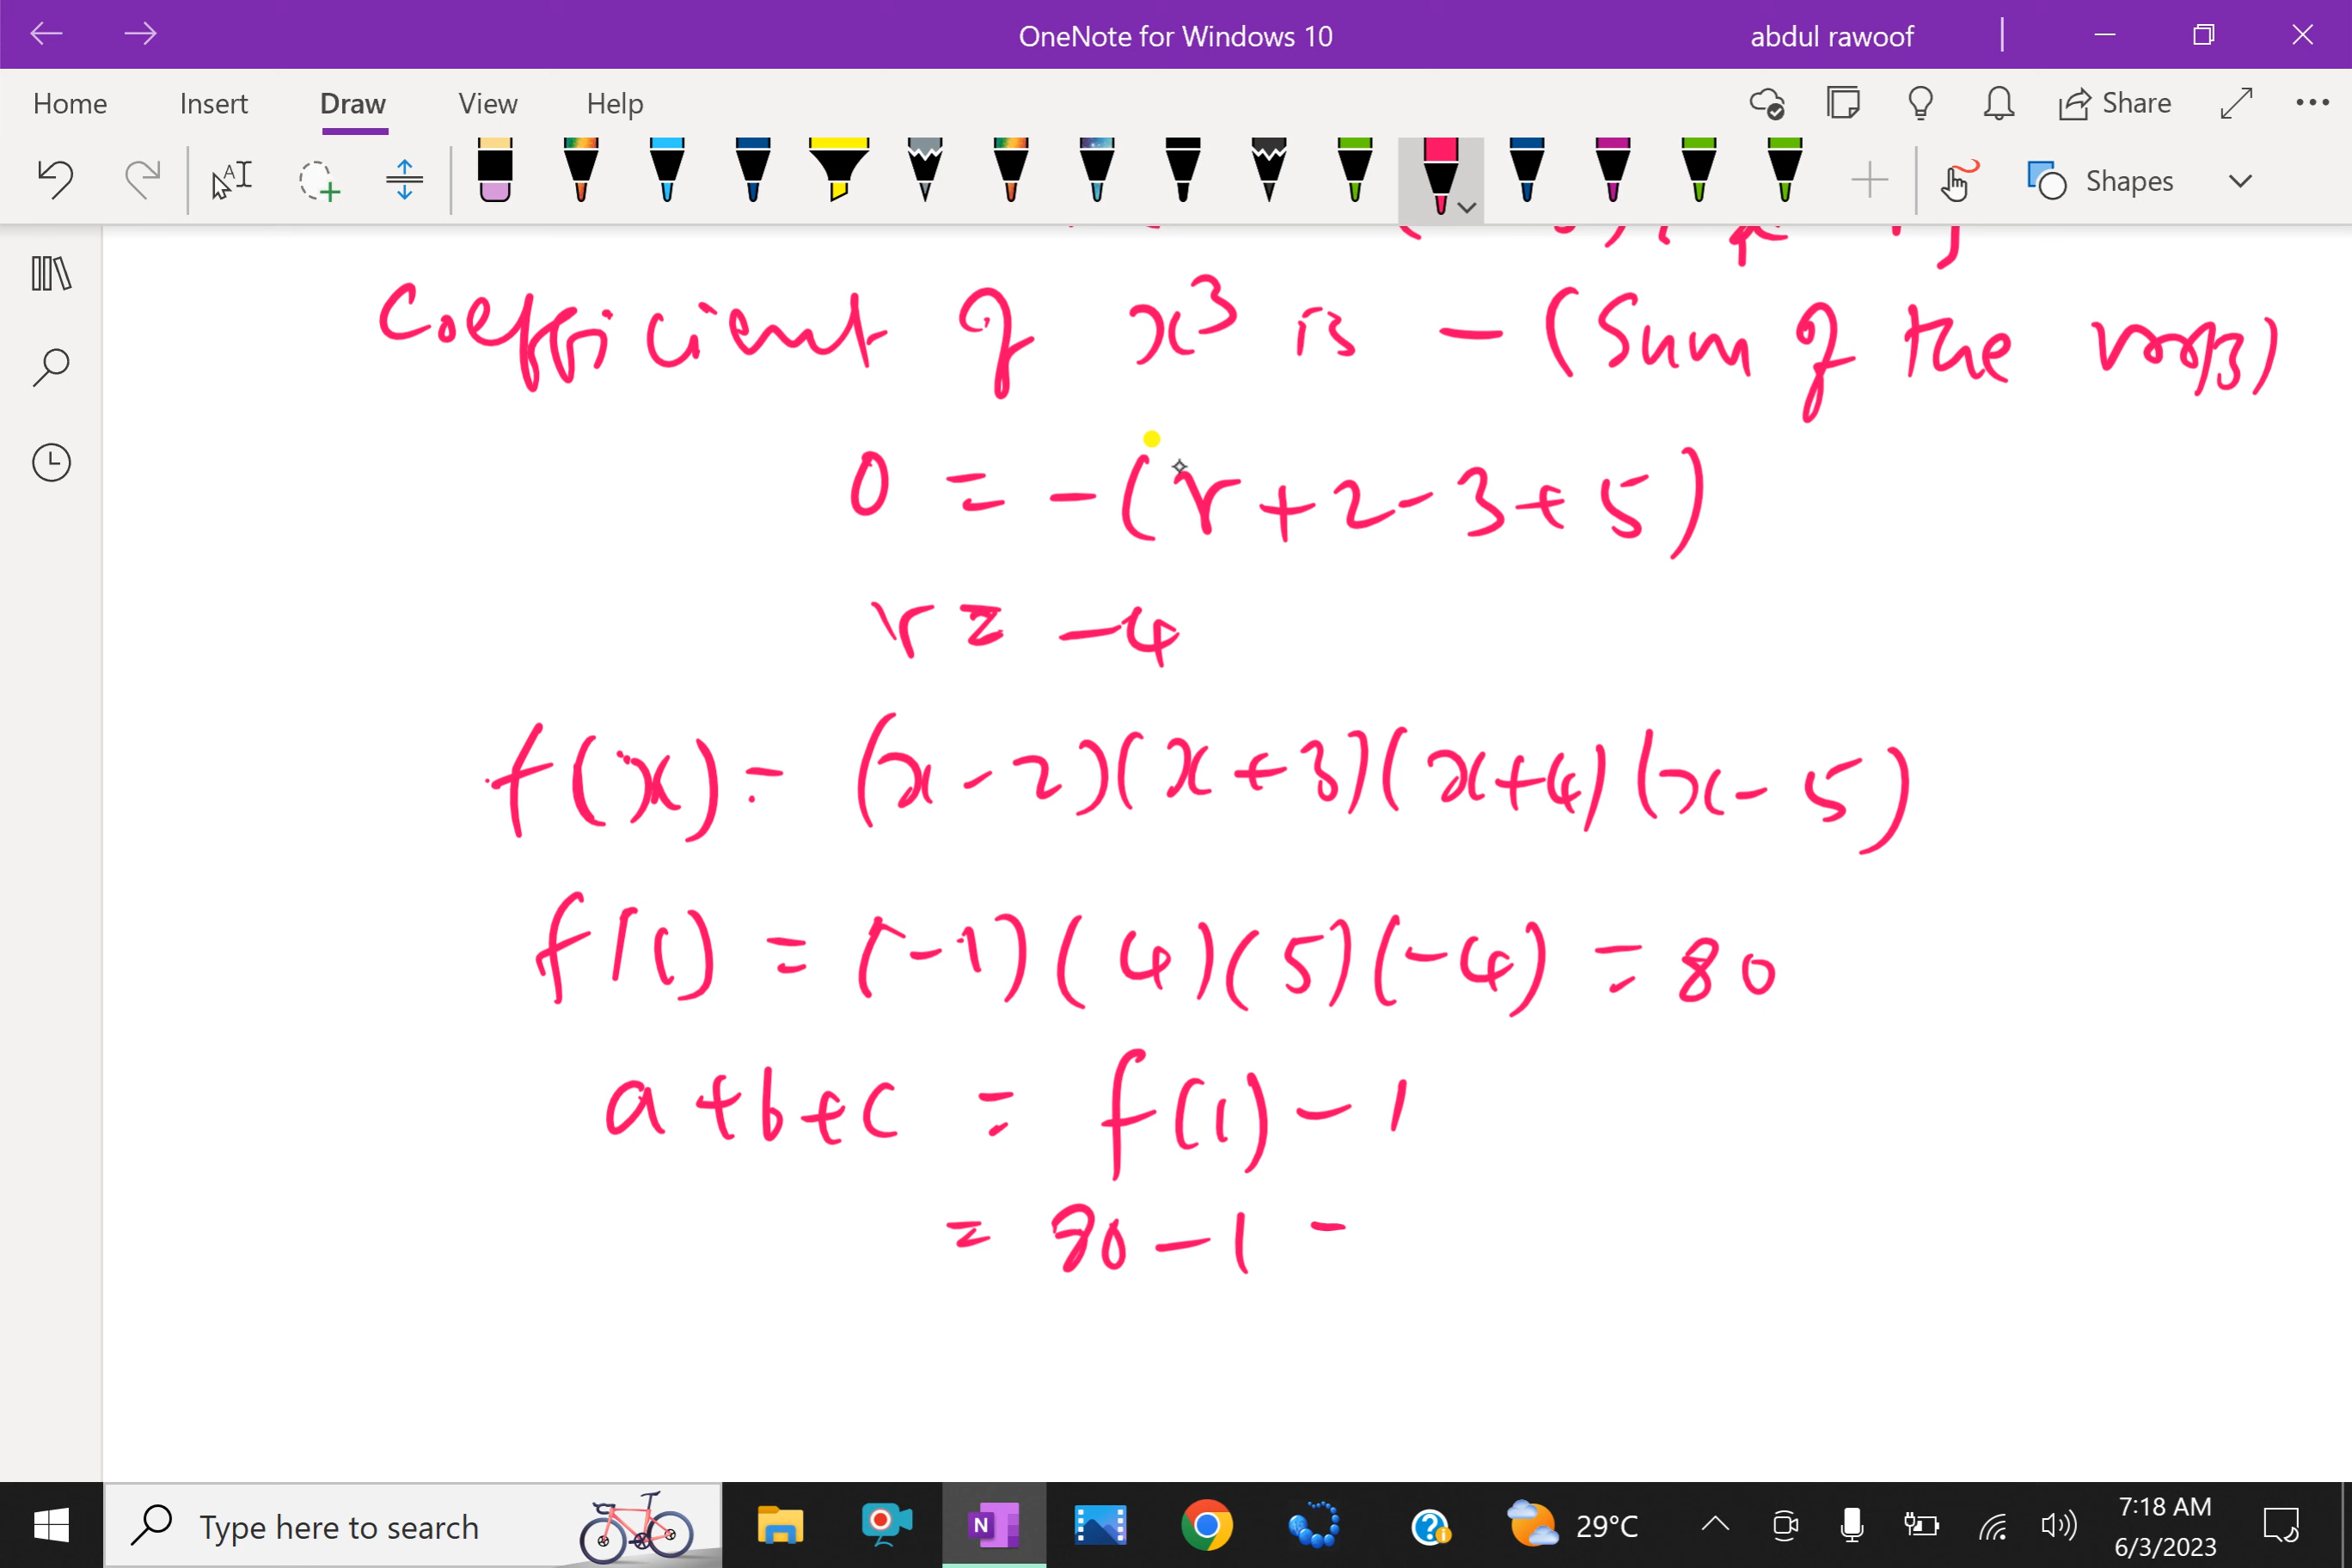 OneNote for Windows 10
abdul rawoof
Home Insert Draw View Help
Share
Shapes
Coefficient of x³ is - (Sum of the roots)
0 = -(r+2-3+5)
r = -4
f(x) = (x-2)(x+3)(x+4)(x-5)
f(1) = (-1)(4)(5)(-4) = 80
a+b+c = f(1) - 1
= 80 - 1 -
Type here to search
29°C
7:18 AM
6/3/2023